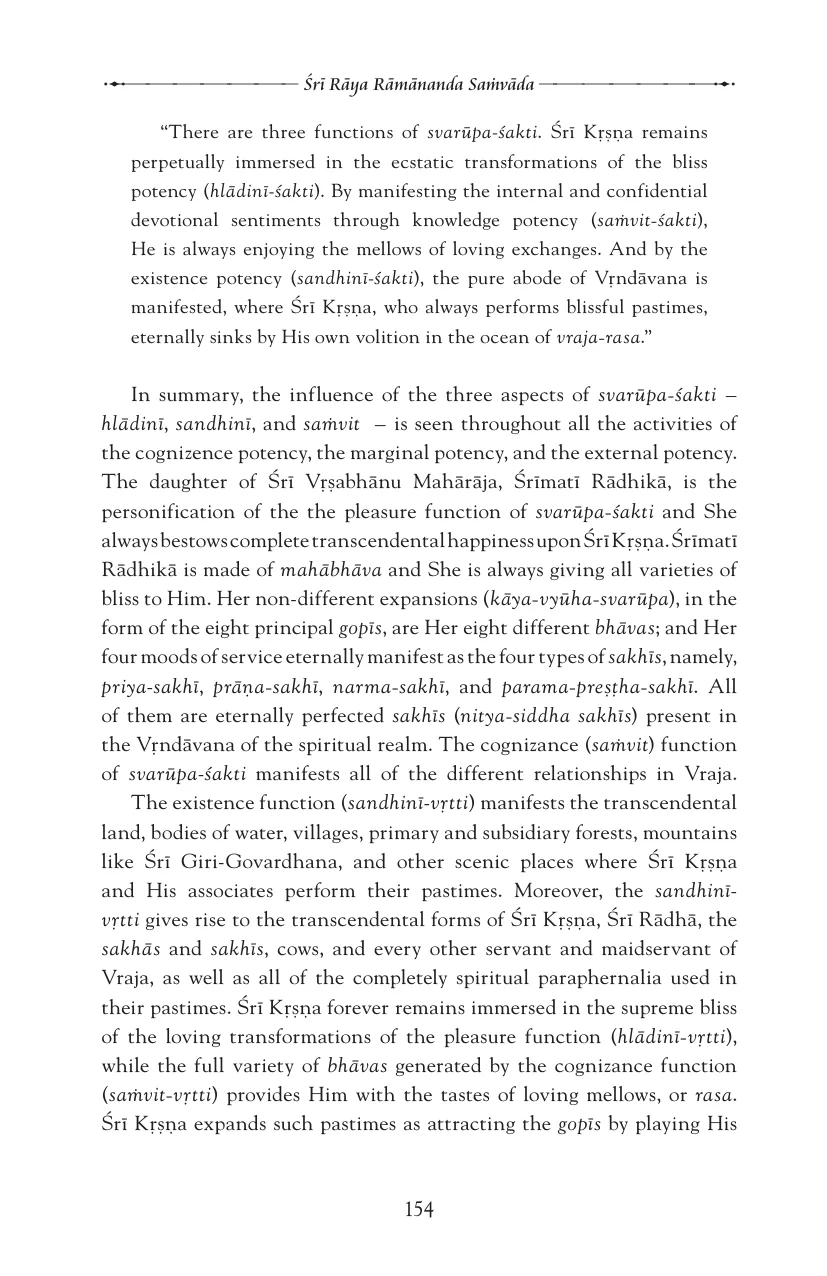 Śrī Rāya Rāmānanda Saṁvāda
“There are three functions of svarūpa-śakti. Śrī Kṛṣṇa remains
perpetually immersed in the ecstatic transformations of the bliss
potency (hlādinī-śakti). By manifesting the internal and confidential
devotional sentiments through knowledge potency (saṁvit-śakti),
He is always enjoying the mellows of loving exchanges. And by the
existence potency (sandhinī-śakti), the pure abode of Vṛndāvana is
manifested, where Śrī Kṛṣṇa, who always performs blissful pastimes,
eternally sinks by His own volition in the ocean of vraja-rasa.”
In summary, the influence of the three aspects of svarūpa-śakti –
hlādinī, sandhinī, and saṁvit – is seen throughout all the activities of
the cognizence potency, the marginal potency, and the external potency.
The daughter of Śrī Vṛṣabhānu Mahārāja, Śrīmatī Rādhikā, is the
personification of the the pleasure function of svarūpa-śakti and She
always bestows complete transcendental happiness upon Śrī Kṛṣṇa. Śrīmatī
Rādhikā is made of mahābhāva and She is always giving all varieties of
bliss to Him. Her non-different expansions (kāya-vyūha-svarūpa), in the
form of the eight principal gopīs, are Her eight different bhāvas; and Her
four moods of service eternally manifest as the four types of sakhīs, namely,
priya-sakhī, prāṇa-sakhī, narma-sakhī, and parama-preṣṭha-sakhī. All
of them are eternally perfected sakhīs (nitya-siddha sakhīs) present in
the Vṛndāvana of the spiritual realm. The cognizance (saṁvit) function
of svarūpa-śakti manifests all of the different relationships in Vraja.
The existence function (sandhinī-vṛtti) manifests the transcendental
land, bodies of water, villages, primary and subsidiary forests, mountains
like Śrī Giri-Govardhana, and other scenic places where Śrī Kṛṣṇa
and His associates perform their pastimes. Moreover, the sandhinī-
vṛtti gives rise to the transcendental forms of Śrī Kṛṣṇa, Śrī Rādhā, the
sakhās and sakhīs, cows, and every other servant and maidservant of
Vraja, as well as all of the completely spiritual paraphernalia used in
their pastimes. Śrī Kṛṣṇa forever remains immersed in the supreme bliss
of the loving transformations of the pleasure function (hlādinī-vṛtti),
while the full variety of bhāvas generated by the cognizance function
(saṁvit-vṛtti) provides Him with the tastes of loving mellows, or rasa.
Śrī Kṛṣṇa expands such pastimes as attracting the gopīs by playing His
154